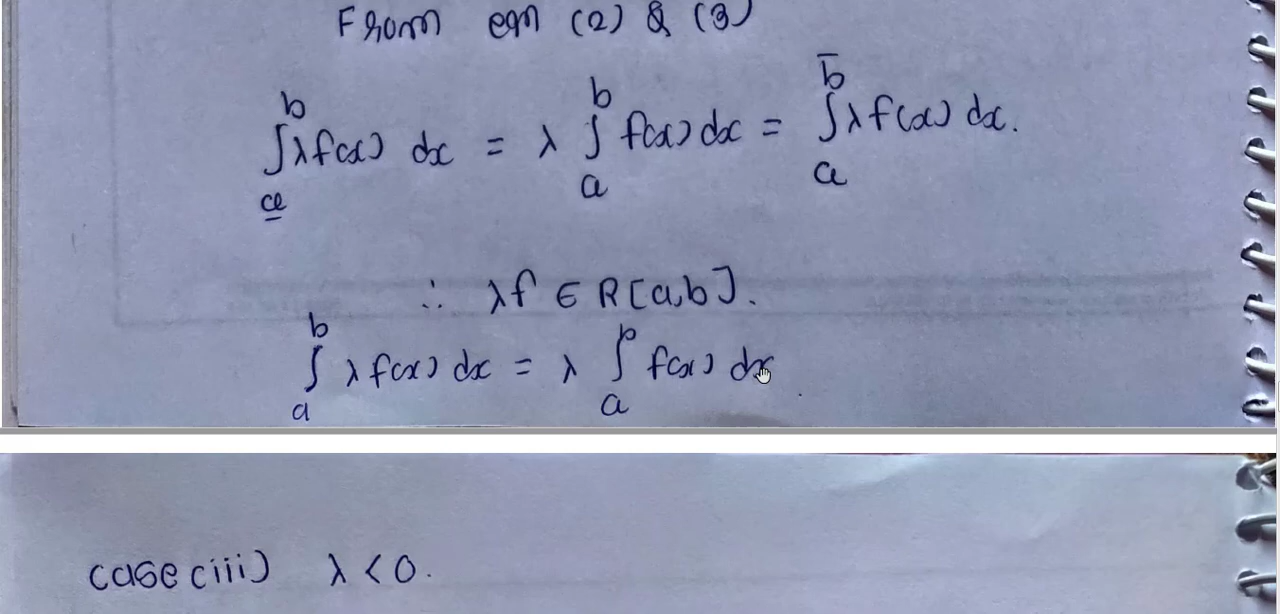 From eqn (2) & (3)
∫_a̲^b λf(x) dx = λ ∫_a^b f(x) dx = ∫_a^b̅ λf(x) dx.
∴ λf ∈ R[a,b].
∫_a^b λf(x) dx = λ ∫_a^b f(x) dx
case(iii) λ < 0.